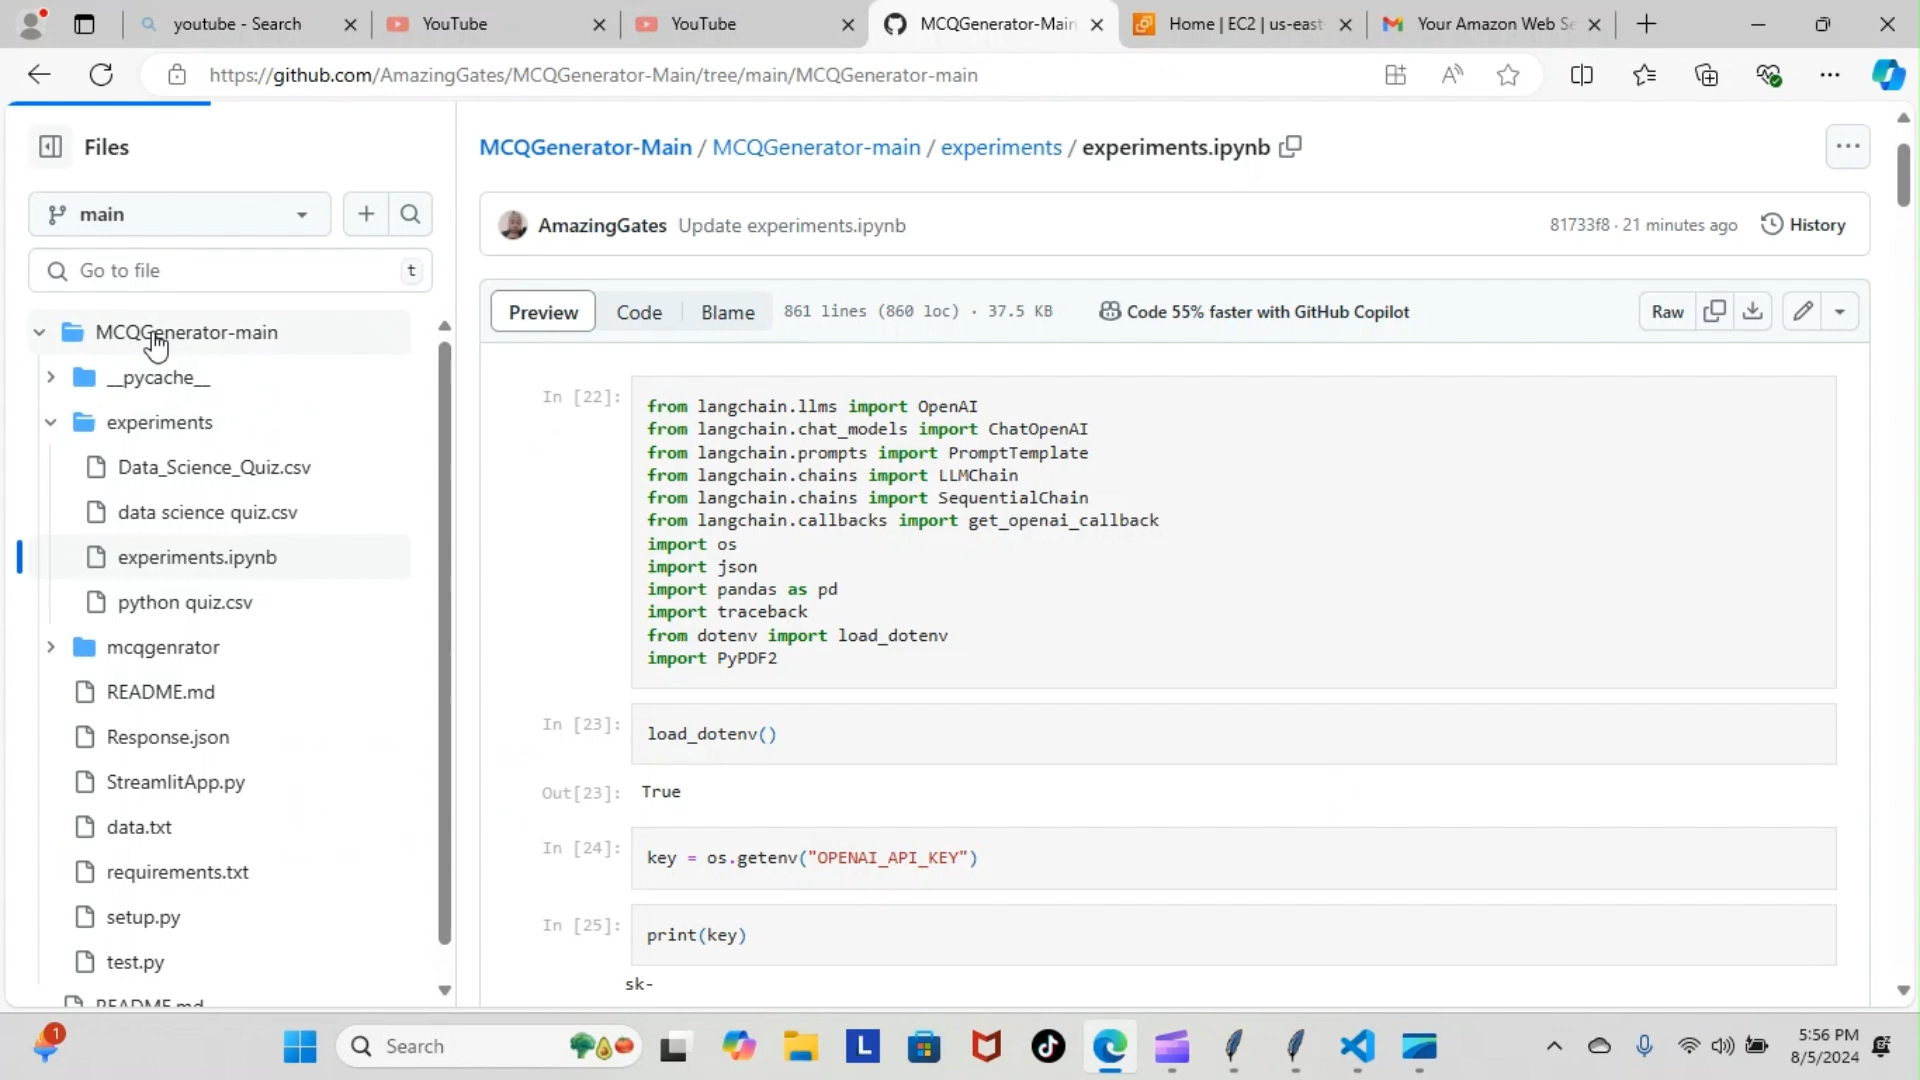 youtube - Search
YouTube
YouTube
MCQGenerator-Main
Home | EC2 | us-east
Your Amazon Web Se
https://github.com/AmazingGates/MCQGenerator-Main/tree/main/MCQGenerator-main
Files
main
Go to file
t
MCQGenerator-main
__pycache__
experiments
Data_Science_Quiz.csv
data science quiz.csv
experiments.ipynb
python quiz.csv
mcqgenrator
README.md
Response.json
StreamlitApp.py
data.txt
requirements.txt
setup.py
test.py
README.md
MCQGenerator-Main / MCQGenerator-main / experiments / experiments.ipynb
AmazingGates Update experiments.ipynb
81733f8 · 21 minutes ago
History
Preview
Code
Blame
861 lines (860 loc) · 37.5 KB
Code 55% faster with GitHub Copilot
Raw
In [22]:
from langchain.llms import OpenAI
from langchain.chat_models import ChatOpenAI
from langchain.prompts import PromptTemplate
from langchain.chains import LLMChain
from langchain.chains import SequentialChain
from langchain.callbacks import get_openai_callback
import os
import json
import pandas as pd
import traceback
from dotenv import load_dotenv
import PyPDF2
In [23]:
load_dotenv()
Out[23]:
True
In [24]:
key = os.getenv("OPENAI_API_KEY")
In [25]:
print(key)
sk-
1
Search
L
5:56 PM
8/5/2024